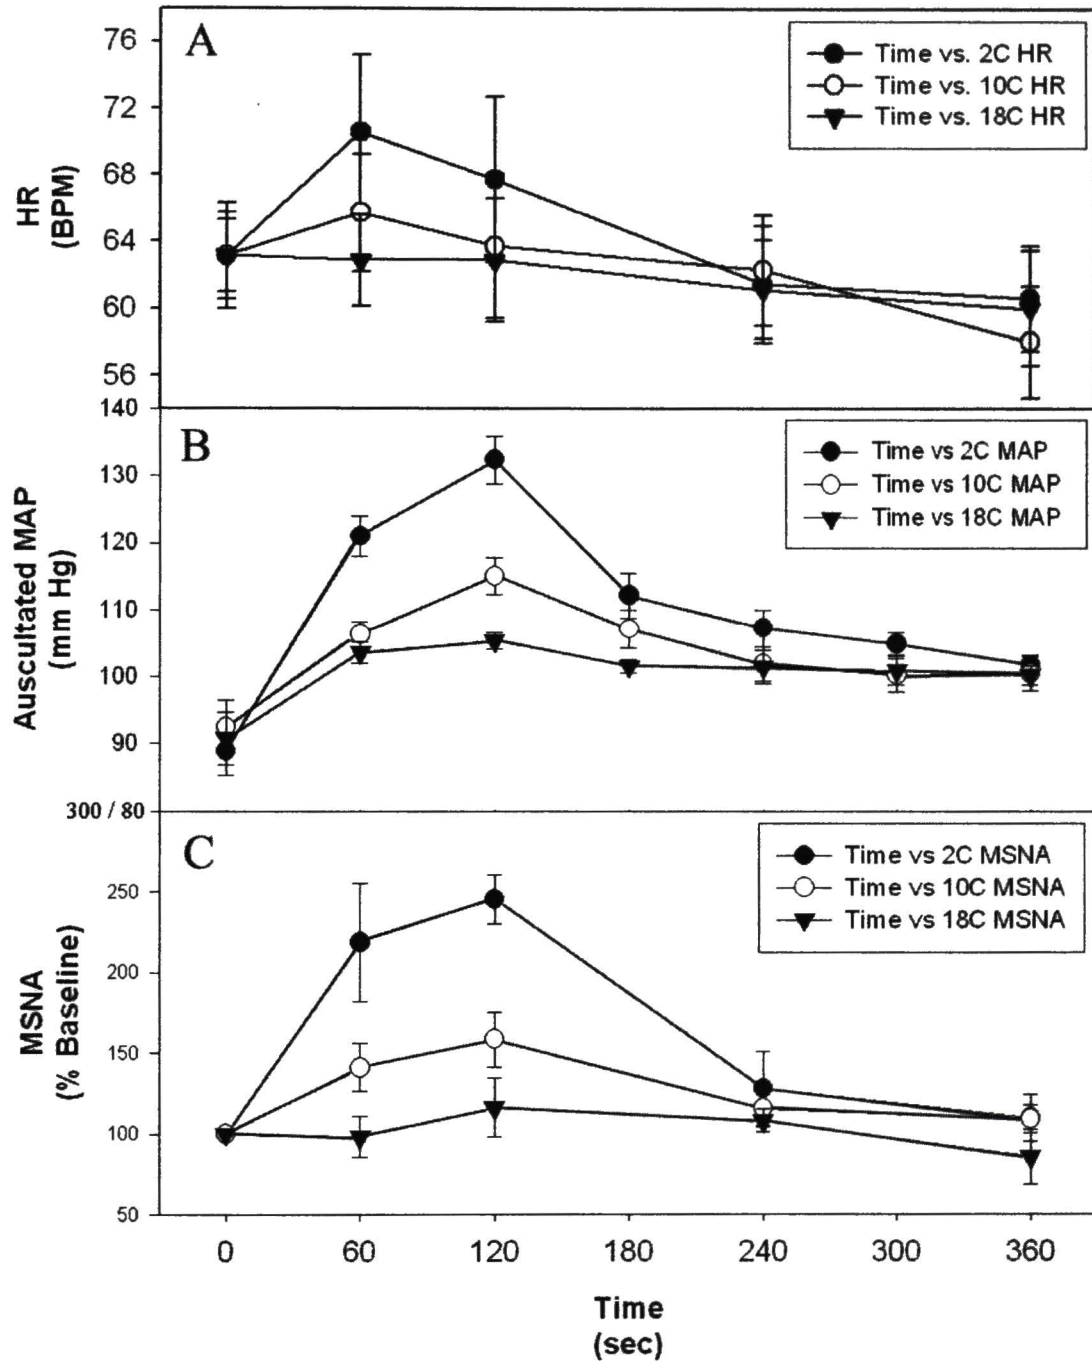 A
76
72
68
64
60
56
HR
(BPM)
Time vs. 2C HR
Time vs. 10C HR
Time vs. 18C HR
B
140
130
120
110
100
90
300 / 80
Auscultated MAP
(mm Hg)
Time vs 2C MAP
Time vs 10C MAP
Time vs 18C MAP
C
250
200
150
100
50
MSNA
(% Baseline)
Time vs 2C MSNA
Time vs 10C MSNA
Time vs 18C MSNA
0 60 120 180 240 300 360
Time
(sec)